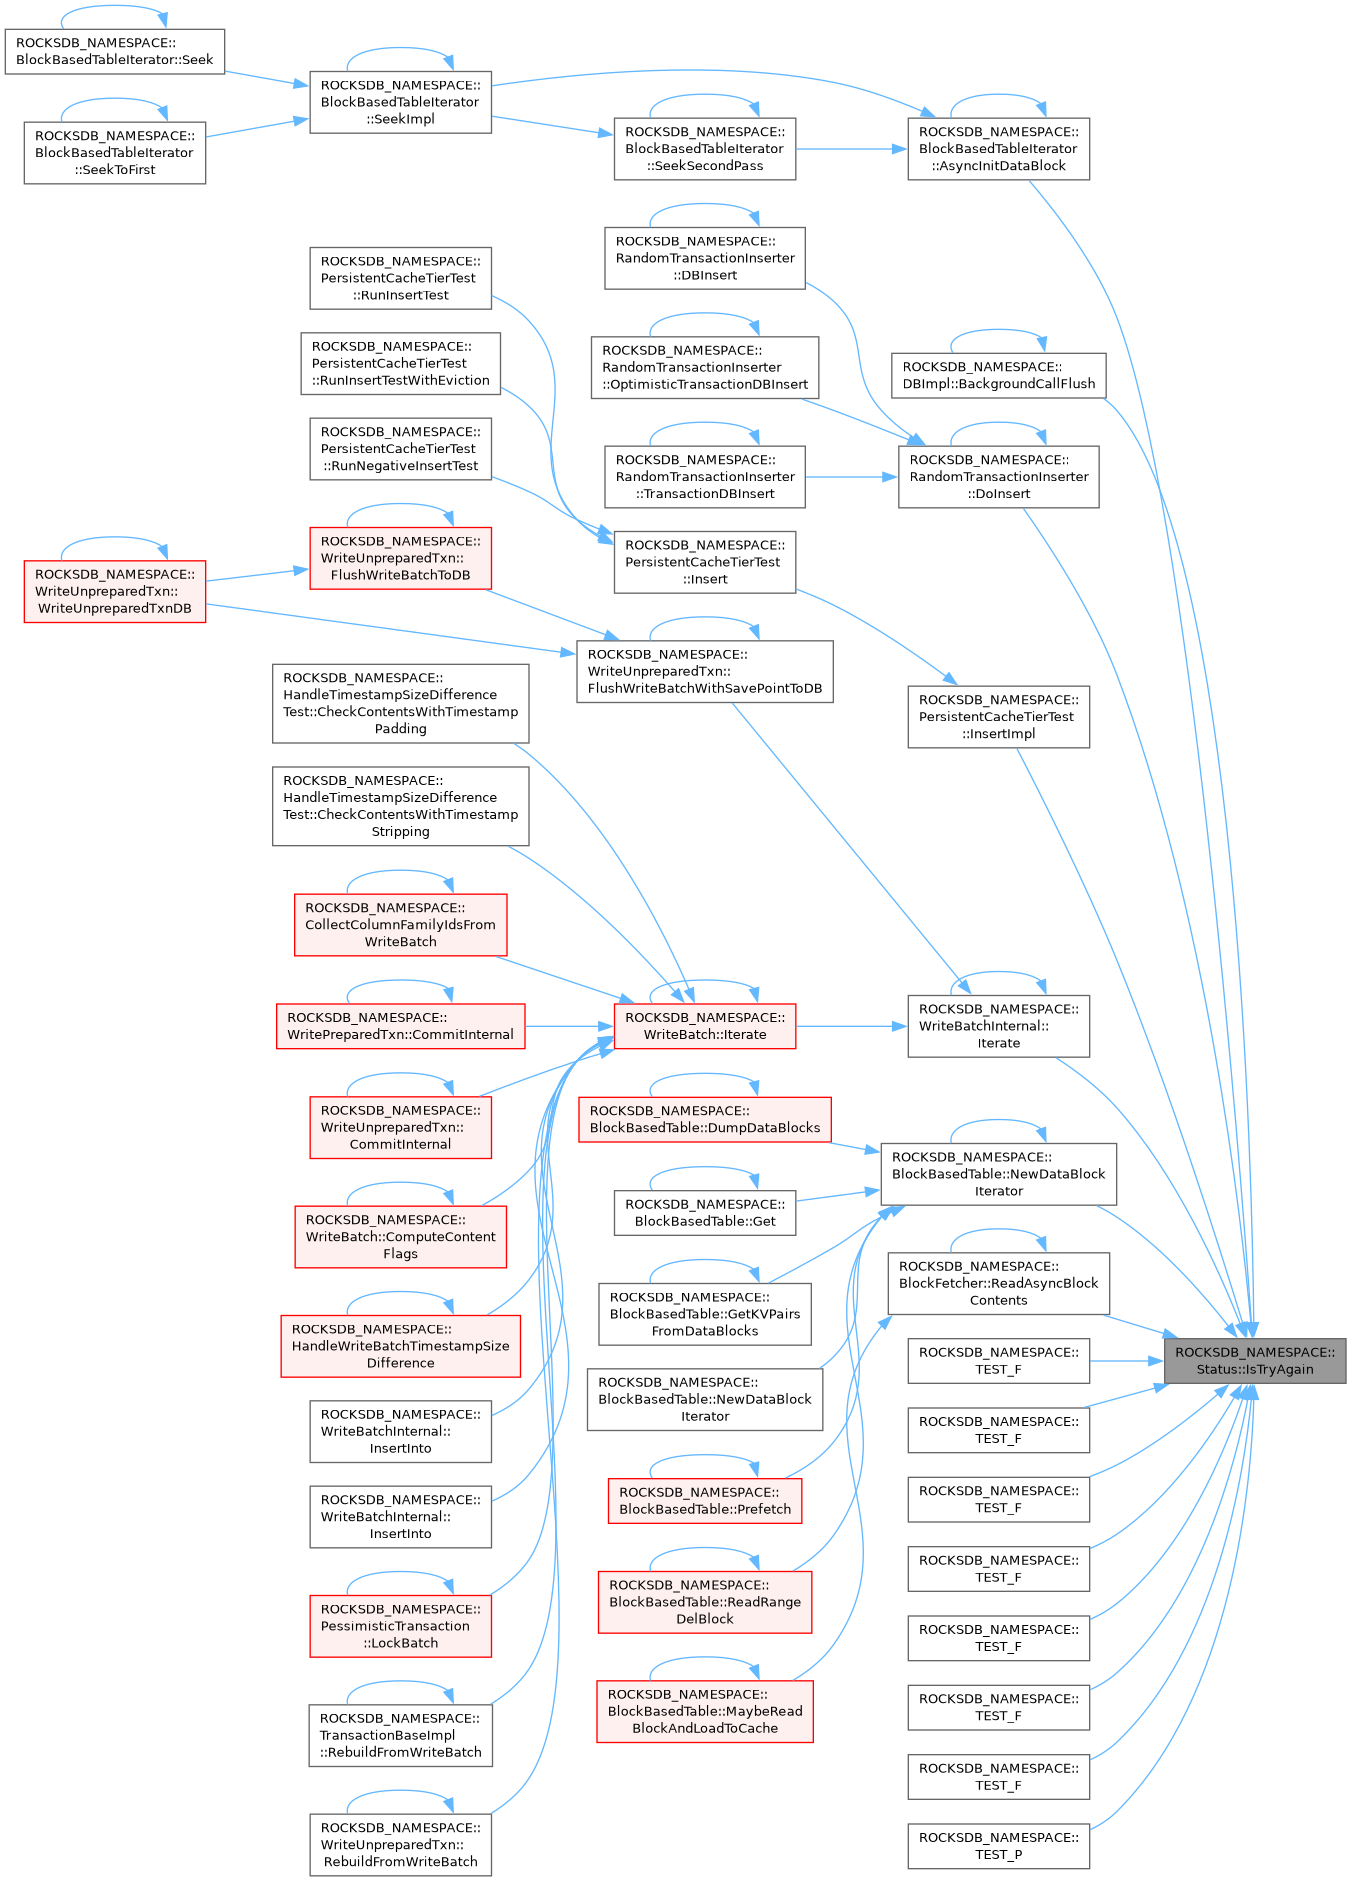 ROCKSDB_NAMESPACE::
BlockBasedTableIterator::Seek
ROCKSDB_NAMESPACE::
BlockBasedTableIterator
::SeekToFirst
ROCKSDB_NAMESPACE::
BlockBasedTableIterator
::SeekImpl
ROCKSDB_NAMESPACE::
BlockBasedTableIterator
::SeekSecondPass
ROCKSDB_NAMESPACE::
BlockBasedTableIterator
::AsyncInitDataBlock
ROCKSDB_NAMESPACE::
RandomTransactionInserter
::DBInsert
ROCKSDB_NAMESPACE::
PersistentCacheTierTest
::RunInsertTest
ROCKSDB_NAMESPACE::
PersistentCacheTierTest
::RunInsertTestWithEviction
ROCKSDB_NAMESPACE::
RandomTransactionInserter
::OptimisticTransactionDBInsert
ROCKSDB_NAMESPACE::
DBImpl::BackgroundCallFlush
ROCKSDB_NAMESPACE::
PersistentCacheTierTest
::RunNegativeInsertTest
ROCKSDB_NAMESPACE::
RandomTransactionInserter
::TransactionDBInsert
ROCKSDB_NAMESPACE::
RandomTransactionInserter
::DoInsert
ROCKSDB_NAMESPACE::
WriteUnpreparedTxn::
FlushWriteBatchToDB
ROCKSDB_NAMESPACE::
PersistentCacheTierTest
::Insert
ROCKSDB_NAMESPACE::
WriteUnpreparedTxn::
WriteUnpreparedTxnDB
ROCKSDB_NAMESPACE::
WriteUnpreparedTxn::
FlushWriteBatchWithSavePointToDB
ROCKSDB_NAMESPACE::
HandleTimestampSizeDifference
Test::CheckContentsWithTimestamp
Padding
ROCKSDB_NAMESPACE::
PersistentCacheTierTest
::InsertImpl
ROCKSDB_NAMESPACE::
HandleTimestampSizeDifference
Test::CheckContentsWithTimestamp
Stripping
ROCKSDB_NAMESPACE::
CollectColumnFamilyIdsFrom
WriteBatch
ROCKSDB_NAMESPACE::
WritePreparedTxn::CommitInternal
ROCKSDB_NAMESPACE::
WriteBatch::Iterate
ROCKSDB_NAMESPACE::
WriteBatchInternal::
Iterate
ROCKSDB_NAMESPACE::
WriteUnpreparedTxn::
CommitInternal
ROCKSDB_NAMESPACE::
BlockBasedTable::DumpDataBlocks
ROCKSDB_NAMESPACE::
BlockBasedTable::NewDataBlock
Iterator
ROCKSDB_NAMESPACE::
BlockBasedTable::Get
ROCKSDB_NAMESPACE::
WriteBatch::ComputeContent
Flags
ROCKSDB_NAMESPACE::
BlockFetcher::ReadAsyncBlock
Contents
ROCKSDB_NAMESPACE::
BlockBasedTable::GetKVPairs
FromDataBlocks
ROCKSDB_NAMESPACE::
HandleWriteBatchTimestampSize
Difference
ROCKSDB_NAMESPACE::
TEST_F
ROCKSDB_NAMESPACE::
Status::IsTryAgain
ROCKSDB_NAMESPACE::
BlockBasedTable::NewDataBlock
Iterator
ROCKSDB_NAMESPACE::
WriteBatchInternal::
InsertInto
ROCKSDB_NAMESPACE::
TEST_F
ROCKSDB_NAMESPACE::
BlockBasedTable::Prefetch
ROCKSDB_NAMESPACE::
TEST_F
ROCKSDB_NAMESPACE::
WriteBatchInternal::
InsertInto
ROCKSDB_NAMESPACE::
TEST_F
ROCKSDB_NAMESPACE::
BlockBasedTable::ReadRange
DelBlock
ROCKSDB_NAMESPACE::
PessimisticTransaction
::LockBatch
ROCKSDB_NAMESPACE::
TEST_F
ROCKSDB_NAMESPACE::
BlockBasedTable::MaybeRead
BlockAndLoadToCache
ROCKSDB_NAMESPACE::
TEST_F
ROCKSDB_NAMESPACE::
TransactionBaseImpl
::RebuildFromWriteBatch
ROCKSDB_NAMESPACE::
TEST_F
ROCKSDB_NAMESPACE::
WriteUnpreparedTxn::
RebuildFromWriteBatch
ROCKSDB_NAMESPACE::
TEST_P